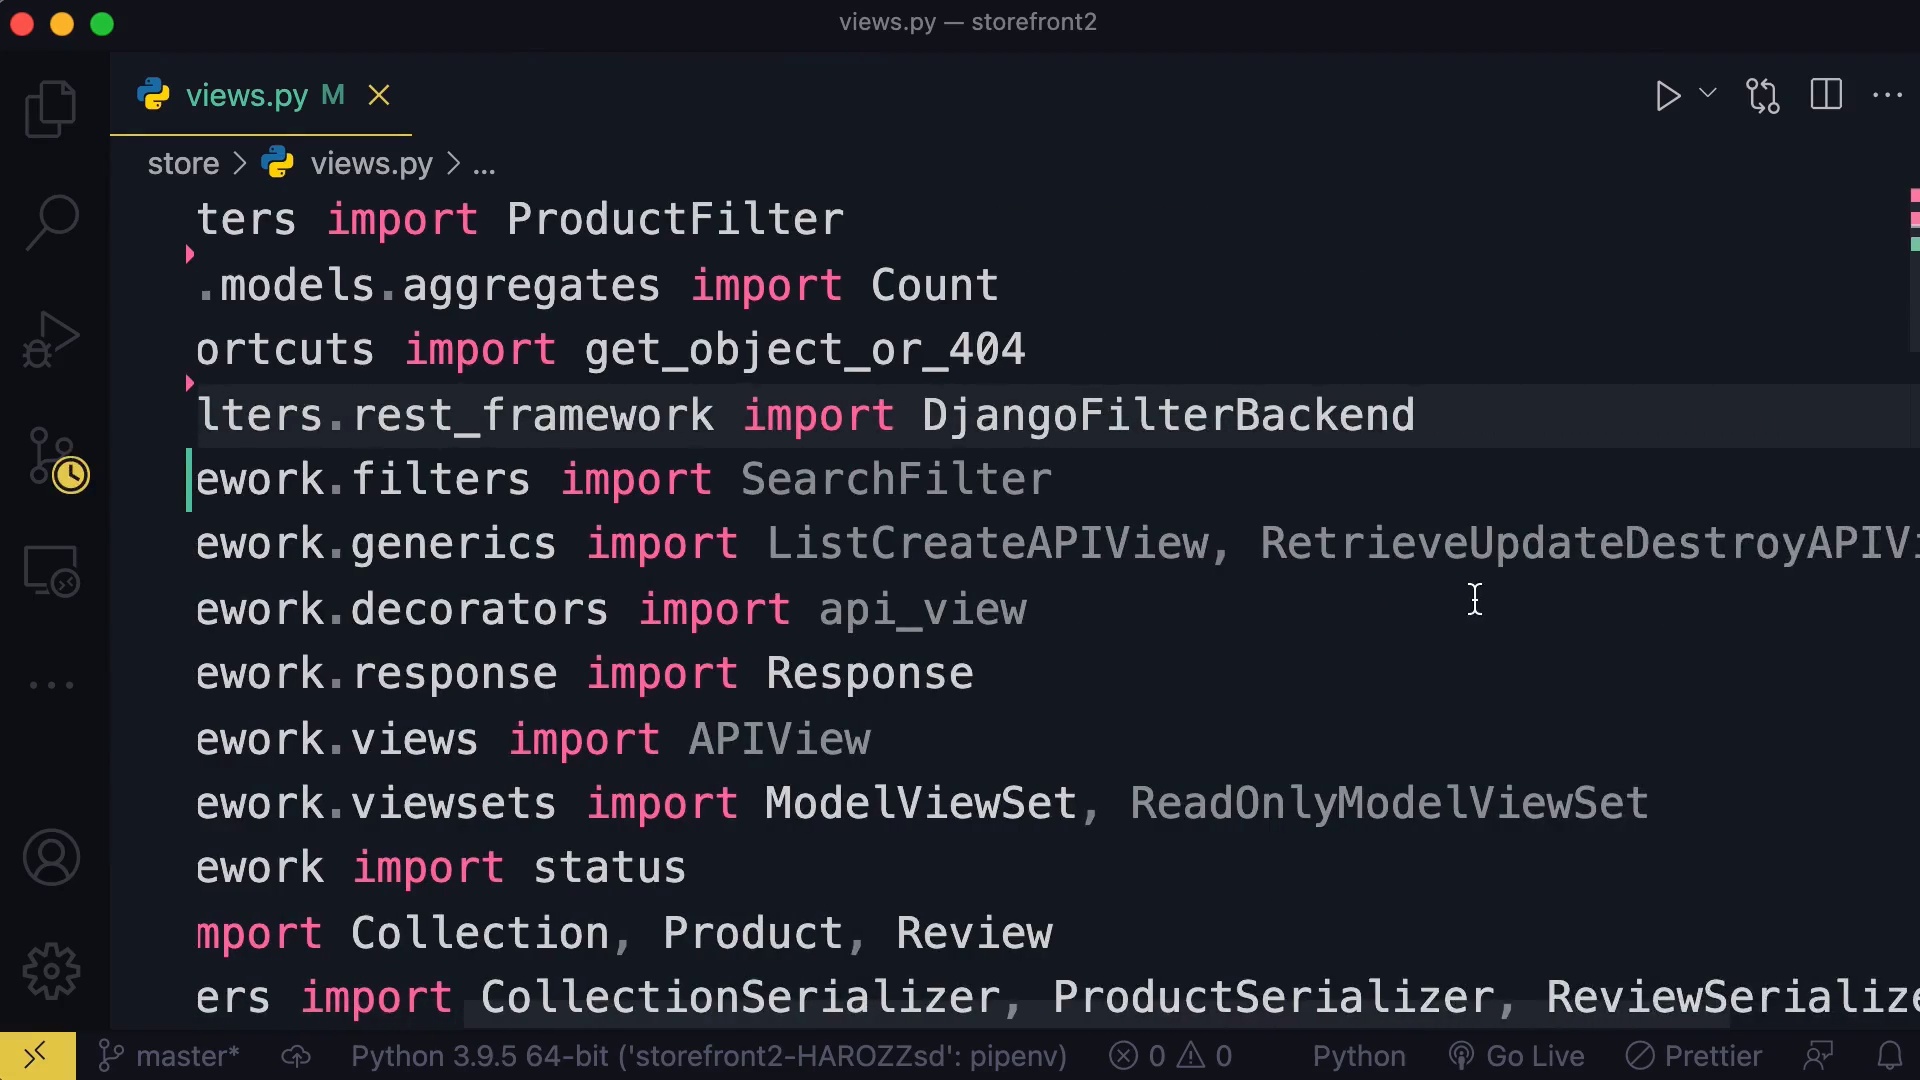 views.py — storefront2
views.py M
store > views.py > ...
ters import ProductFilter
.models.aggregates import Count
ortcuts import get_object_or_404
lters.rest_framework import DjangoFilterBackend
ework.filters import SearchFilter
ework.generics import ListCreateAPIView, RetrieveUpdateDestroyAPIVi
ework.decorators import api_view
ework.response import Response
ework.views import APIView
ework.viewsets import ModelViewSet, ReadOnlyModelViewSet
ework import status
mport Collection, Product, Review
ers import CollectionSerializer, ProductSerializer, ReviewSerialize
master* Python 3.9.5 64-bit ('storefront2-HAROZZsd': pipenv) 0 0 Python Go Live Prettier